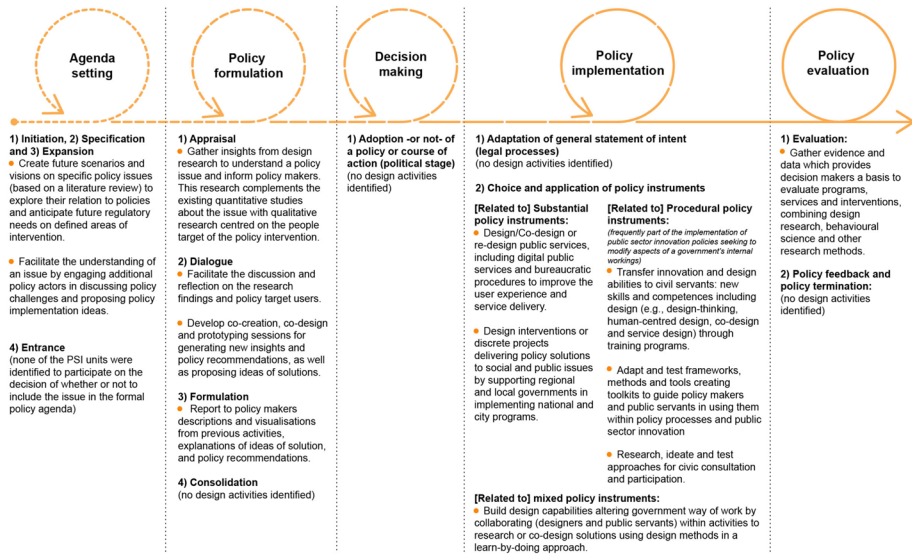 Agenda
setting
Policy
formulation
Decision
making
Policy
implementation
Policy
evaluation
1) Initiation, 2) Specification
and 3) Expansion
• Create future scenarios and
visions on specific policy issues
(based on a literature review) to
explore their relation to policies
and anticipate future regulatory
needs on defined areas of
intervention.
• Facilitate the understanding of
an issue by engaging additional
policy actors in discussing policy
challenges and proposing policy
implementation ideas.
4) Entrance
(none of the PSI units were
identified to participate on the
decision of whether or not to
include the issue in the formal
policy agenda)
1) Appraisal
• Gather insights from design
research to understand a policy
issue and inform policy makers.
This research complements the
existing quantitative studies
about the issue with qualitative
research centred on the people
target of the policy intervention.
2) Dialogue
• Facilitate the discussion and
reflection on the research
findings and policy target users.
• Develop co-creation, co-design
and prototyping sessions for
generating new insights and
policy recommendations, as well
as proposing ideas of solutions.
3) Formulation
• Report to policy makers
descriptions and visualisations
from previous activities,
explanations of ideas of solution,
and policy recommendations.
4) Consolidation
(no design activities identified)
1) Adoption -or not- of
a policy or course of
action (political stage)
(no design activities
identified)
1) Adaptation of general statement of intent
(legal processes)
(no design activities identified)
2) Choice and application of policy instruments
[Related to] Substantial
policy instruments:
• Design/Co-design or
re-design public services,
including digital public
services and bureaucratic
procedures to improve the
user experience and
service delivery.
• Design interventions or
discrete projects
delivering policy solutions
to social and public issues
by supporting regional
and local governments in
implementing national and
city programs.
[Related to] Procedural policy
instruments:
(frequently part of the implementation of
public sector innovation policies seeking to
modify aspects of a government's internal
workings)
• Transfer innovation and design
abilities to civil servants: new
skills and competences including
design (e.g., design-thinking,
human-centred design, co-design
and service design) through
training programs.
• Adapt and test frameworks,
methods and tools creating
toolkits to guide policy makers
and public servants in using them
within policy processes and public
sector innovation
• Research, ideate and test
approaches for civic consultation
and participation.
[Related to] mixed policy instruments:
• Build design capabilities altering government way of work by
collaborating (designers and public servants) within activities to
research or co-design solutions using design methods in a
learn-by-doing approach.
1) Evaluation:
• Gather evidence and
data which provides
decision makers a basis to
evaluate programs,
services and interventions,
combining design
research, behavioural
science and other
research methods.
2) Policy feedback and
policy termination:
(no design activities
identified)